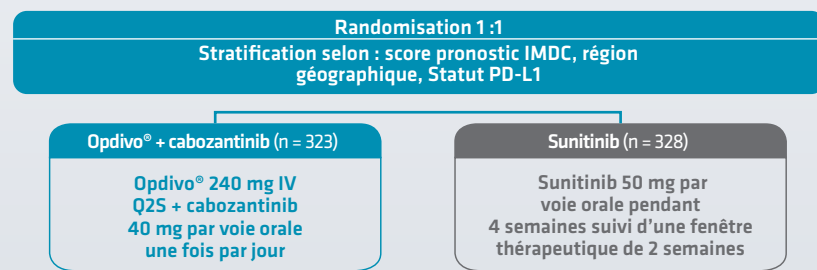 Randomisation 1 :1
Stratification selon : score pronostic IMDC, région
géographique, Statut PD-L1
Opdivo® + cabozantinib (n = 323)
Opdivo® 240 mg IV
Q2S + cabozantinib
40 mg par voie orale
une fois par jour
Sunitinib (n = 328)
Sunitinib 50 mg par
voie orale pendant
4 semaines suivi d'une fenêtre
thérapeutique de 2 semaines